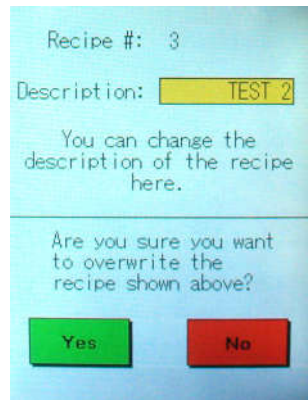 Recipe #: 3
Description: TEST 2
You can change the
description of the recipe
here.
Are you sure you want
to overwrite the
recipe shown above?
Yes No